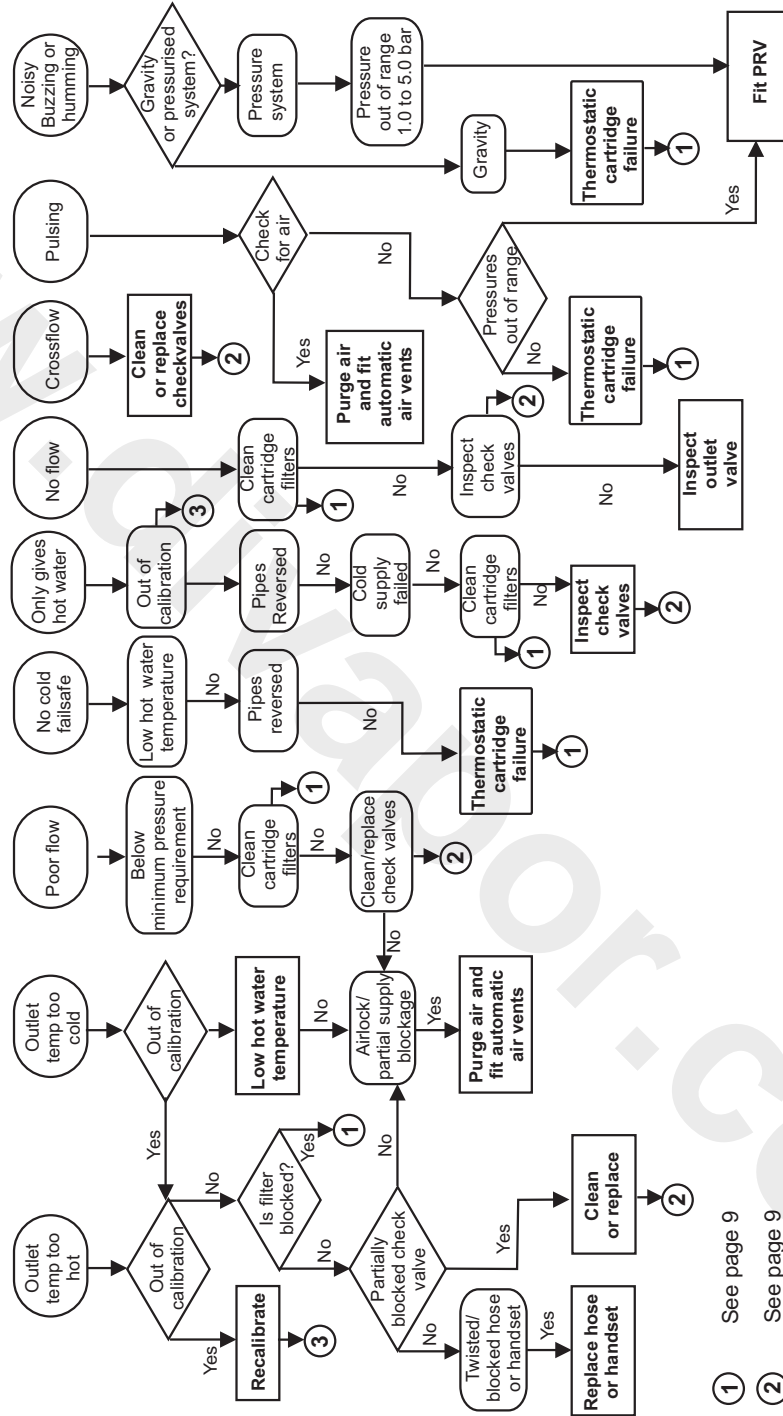 Outlet
temp too
hot
Out of
calibration
Yes
No
Recalibrate
3
Is filter
blocked?
Yes
1
No
Partially
blocked check
valve
No
No
Yes
Twisted/
blocked hose
or handset
Yes
Replace hose
or handset
Clean
or replace
2
Outlet
temp too
cold
Out of
calibration
Yes
Low hot water
temperature
No
Airlock/
partial supply
blockage
Yes
Purge air and
fit automatic
air vents
Poor flow
Below
minimum pressure
requirement
No
Clean
cartridge
filters
1
No
Clean/replace
check valves
No
2
No cold
failsafe
Low hot water
temperature
No
Pipes
reversed
No
Thermostatic
cartridge
failure
1
Only gives
hot water
Out of
calibration
3
Pipes
Reversed
No
Cold
supply
failed
No
Clean
cartridge
filters
1
No
Inspect
check
valves
2
No flow
Clean
cartridge
filters
1
No
Inspect
check
valves
2
No
Inspect outlet
valve
Crossflow
Clean
or replace
checkvalves
2
Pulsing
Check
for air
Yes
No
Purge air
and fit
automatic
air vents
Pressures
out of range
No
Yes
Thermostatic
cartridge
failure
1
Noisy
Buzzing or
humming
Gravity
or pressurised
system?
Pressure
system
Pressure
out of range
1.0 to 5.0 bar
Gravity
Thermostatic
cartridge
failure
1
Fit PRV
1 See page 9
2 See page 9